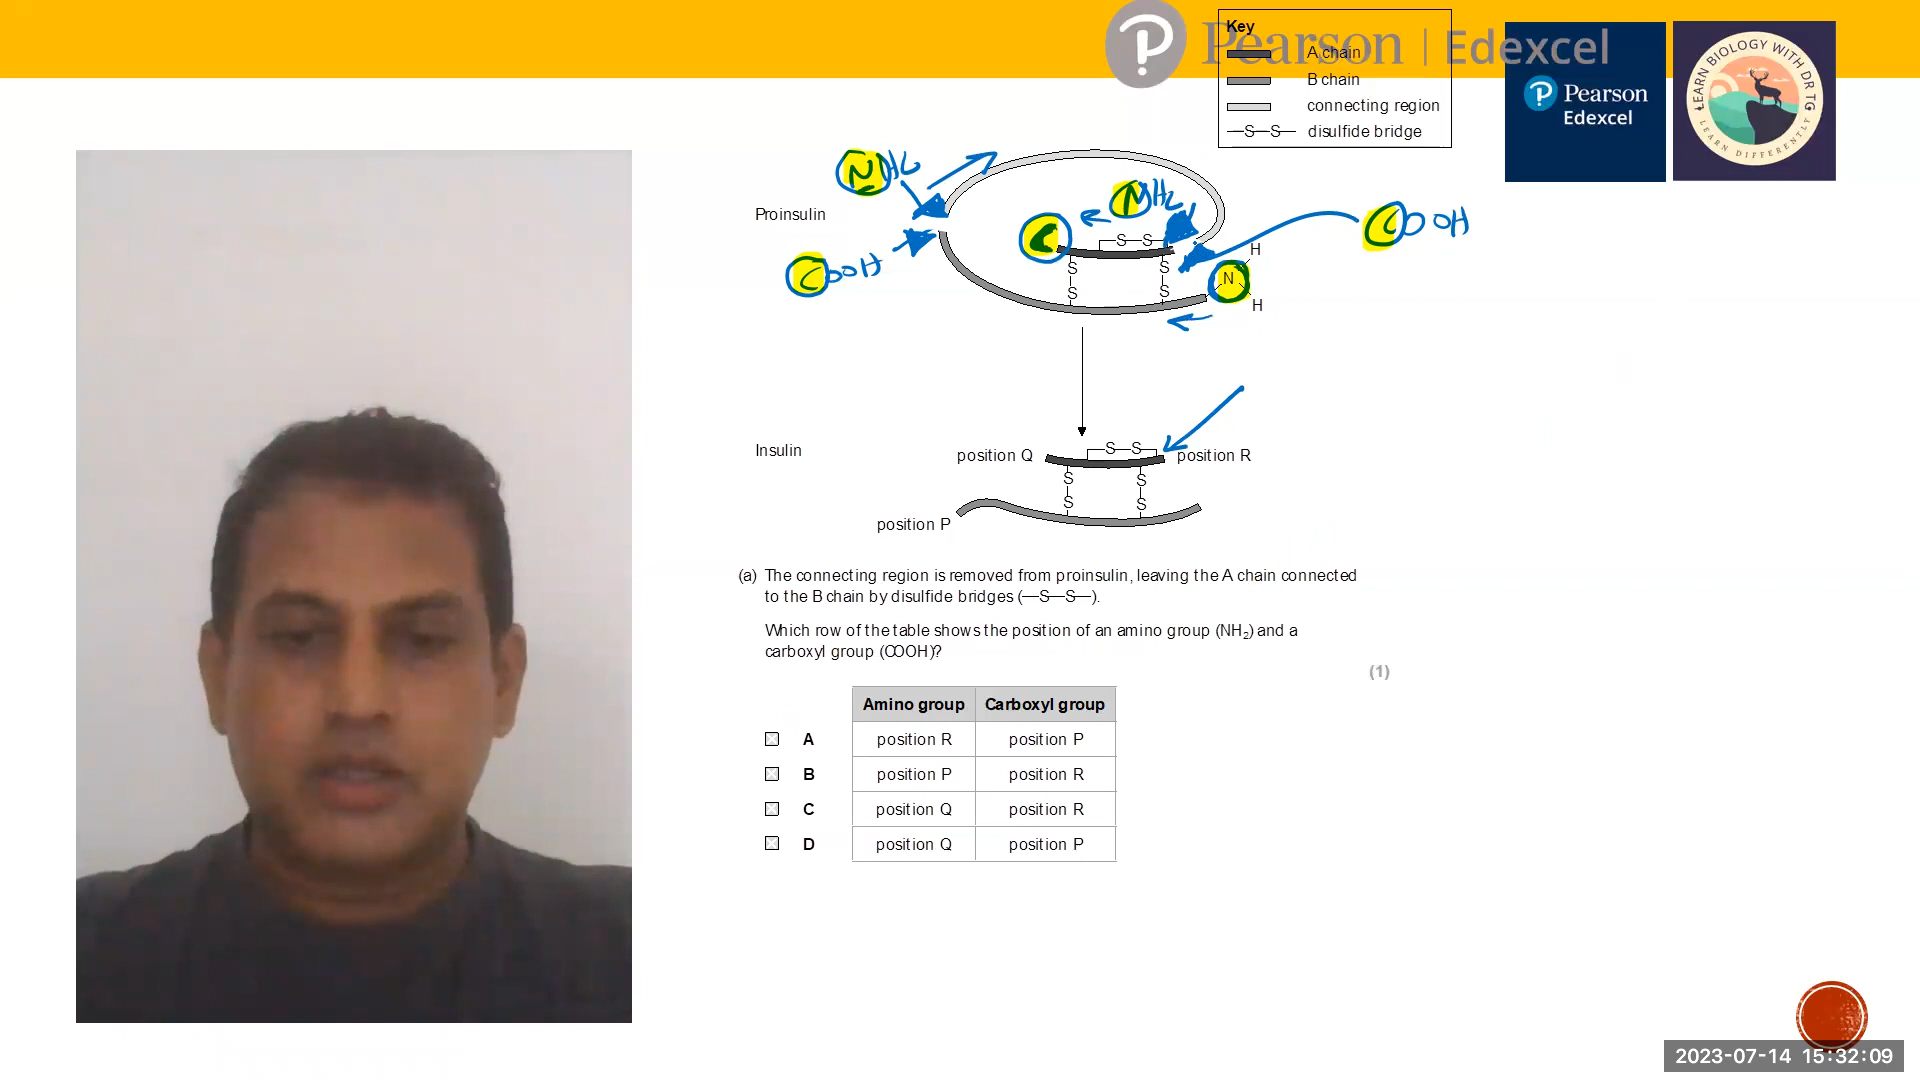 Pearson | Edexcel
Key
A chain
B chain
connecting region
—S—S— disulfide bridge
Pearson
Edexcel
LEARN BIOLOGY WITH DR TG
LEARN DIFFERENTLY
NH2
Proinsulin
COOH
C
NH2
S—S
COOH
H
N
H
S S
S S
Insulin
position Q
S—S
position R
S S
S S
position P
(a) The connecting region is removed from proinsulin, leaving the A chain connected
to the B chain by disulfide bridges (—S—S—).
Which row of the table shows the position of an amino group (NH₂) and a
carboxyl group (COOH)?
(1)
Amino group Carboxyl group
A position R position P
B position P position R
C position Q position R
D position Q position P
2023-07-14 15:32:09